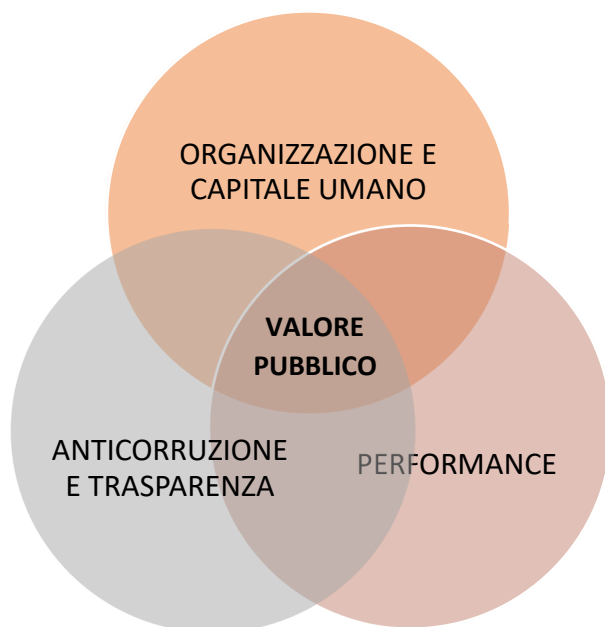 ORGANIZZAZIONE E
CAPITALE UMANO
VALORE
PUBBLICO
ANTICORRUZIONE
E TRASPARENZA
PERFORMANCE